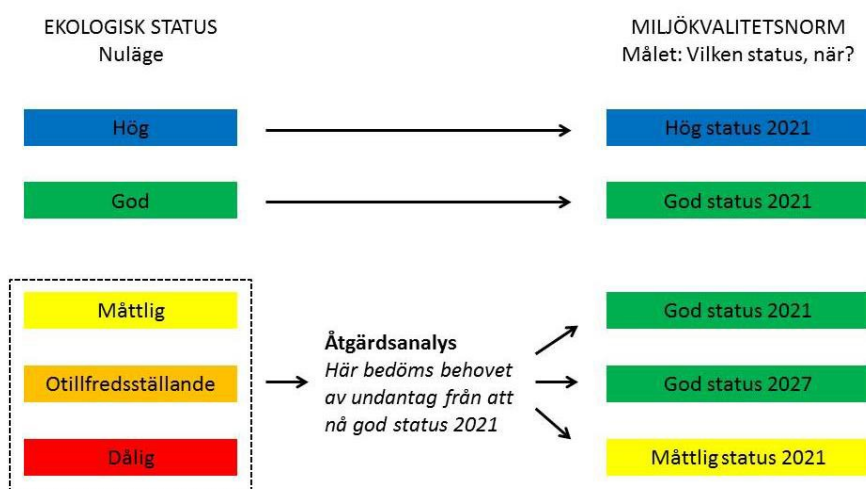 EKOLOGISK STATUS
Nuläge
MILJÖKVALITETSNORM
Målet: Vilken status, när?
Hög
Hög status 2021
God
God status 2021
Måttlig
Otillfredsställande
Dålig
Åtgärdsanalys
Här bedöms behovet
av undantag från att
nå god status 2021
God status 2021
God status 2027
Måttlig status 2021